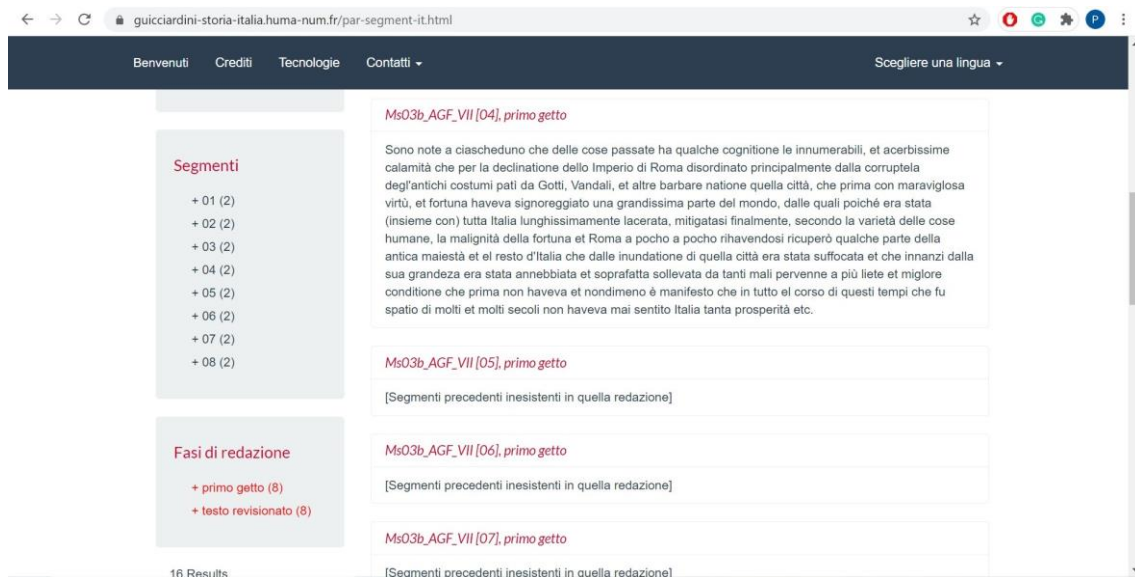 guicciardini-storia-italia.huma-num.fr/par-segment-it.html
P
Benvenuti Crediti Tecnologie Contatti Scegliere una lingua
Segmenti
+ 01 (2)
+ 02 (2)
+ 03 (2)
+ 04 (2)
+ 05 (2)
+ 06 (2)
+ 07 (2)
+ 08 (2)
Fasi di redazione
+ primo getto (8)
+ testo revisionato (8)
16 Results
Ms03b_AGF_VII [04], primo getto
Sono note a ciascheduno che delle cose passate ha qualche cognitione le innumerabili, et acerbissime
calamità che per la declinatione dello Imperio di Roma disordinato principalmente dalla corruptela
degl'antichi costumi patì da Gotti, Vandali, et altre barbare natione quella città, che prima con maraviglosa
virtù, et fortuna haveva signoreggiato una grandissima parte del mondo, dalle quali poiché era stata
(insieme con) tutta Italia lunghissimamente lacerata, mitigatasi finalmente, secondo la varietà delle cose
humane, la malignità della fortuna et Roma a pocho a pocho rihavendosi ricuperò qualche parte della
antica maiestà et el resto d'Italia che dalle inundatione di quella città era stata suffocata et che innanzi dalla
sua grandeza era stata annebbiata et soprafatta sollevata da tanti mali pervenne a più liete et miglore
conditione che prima non haveva et nondimeno è manifesto che in tutto el corso di questi tempi che fu
spatio di molti et molti secoli non haveva mai sentito Italia tanta prosperità etc.
Ms03b_AGF_VII [05], primo getto
[Segmenti precedenti inesistenti in quella redazione]
Ms03b_AGF_VII [06], primo getto
[Segmenti precedenti inesistenti in quella redazione]
Ms03b_AGF_VII [07], primo getto
[Segmenti precedenti inesistenti in quella redazione]